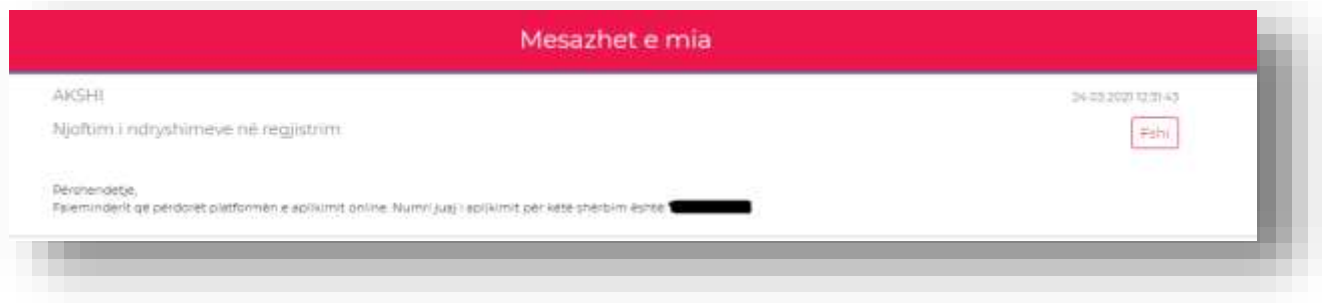 Mesazhet e mia
AKSHI
24-03-2021 12:31:43
Njoftim i ndryshimeve në regjistrim
Fshi
Përshëndetje,
Faleminderit që përdorët platformën e aplikimit online. Numri juaj i aplikimit për këtë shërbim është